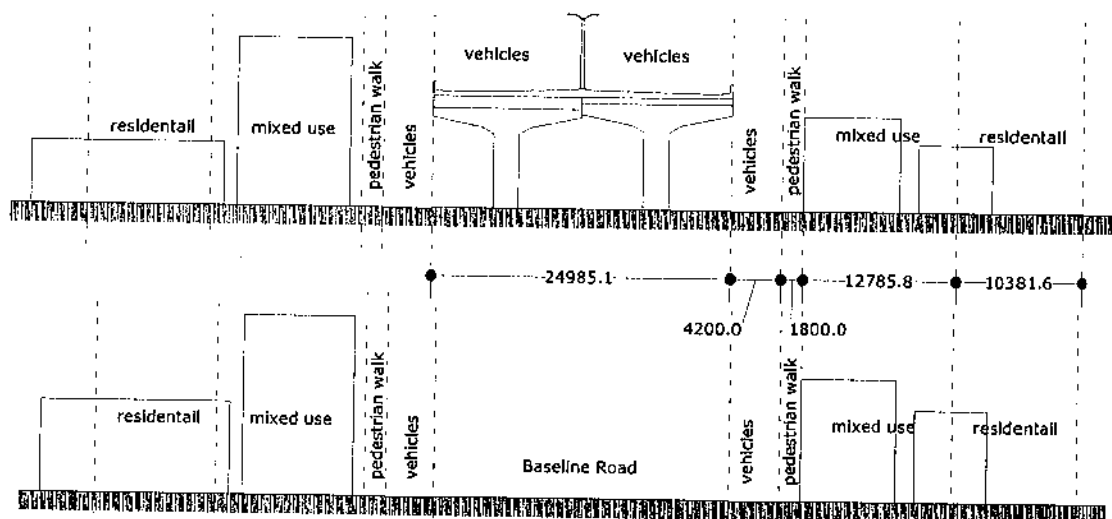 vehicles
vehicles
residentail
mixed use
pedestrian walk
vehicles
vehicles
pedestrian walk
mixed use
residentail
24985.1
12785.8
10381.6
4200.0
1800.0
residentail
mixed use
pedestrian walk
vehicles
Baseline Road
vehicles
pedestrian walk
mixed use
residentail